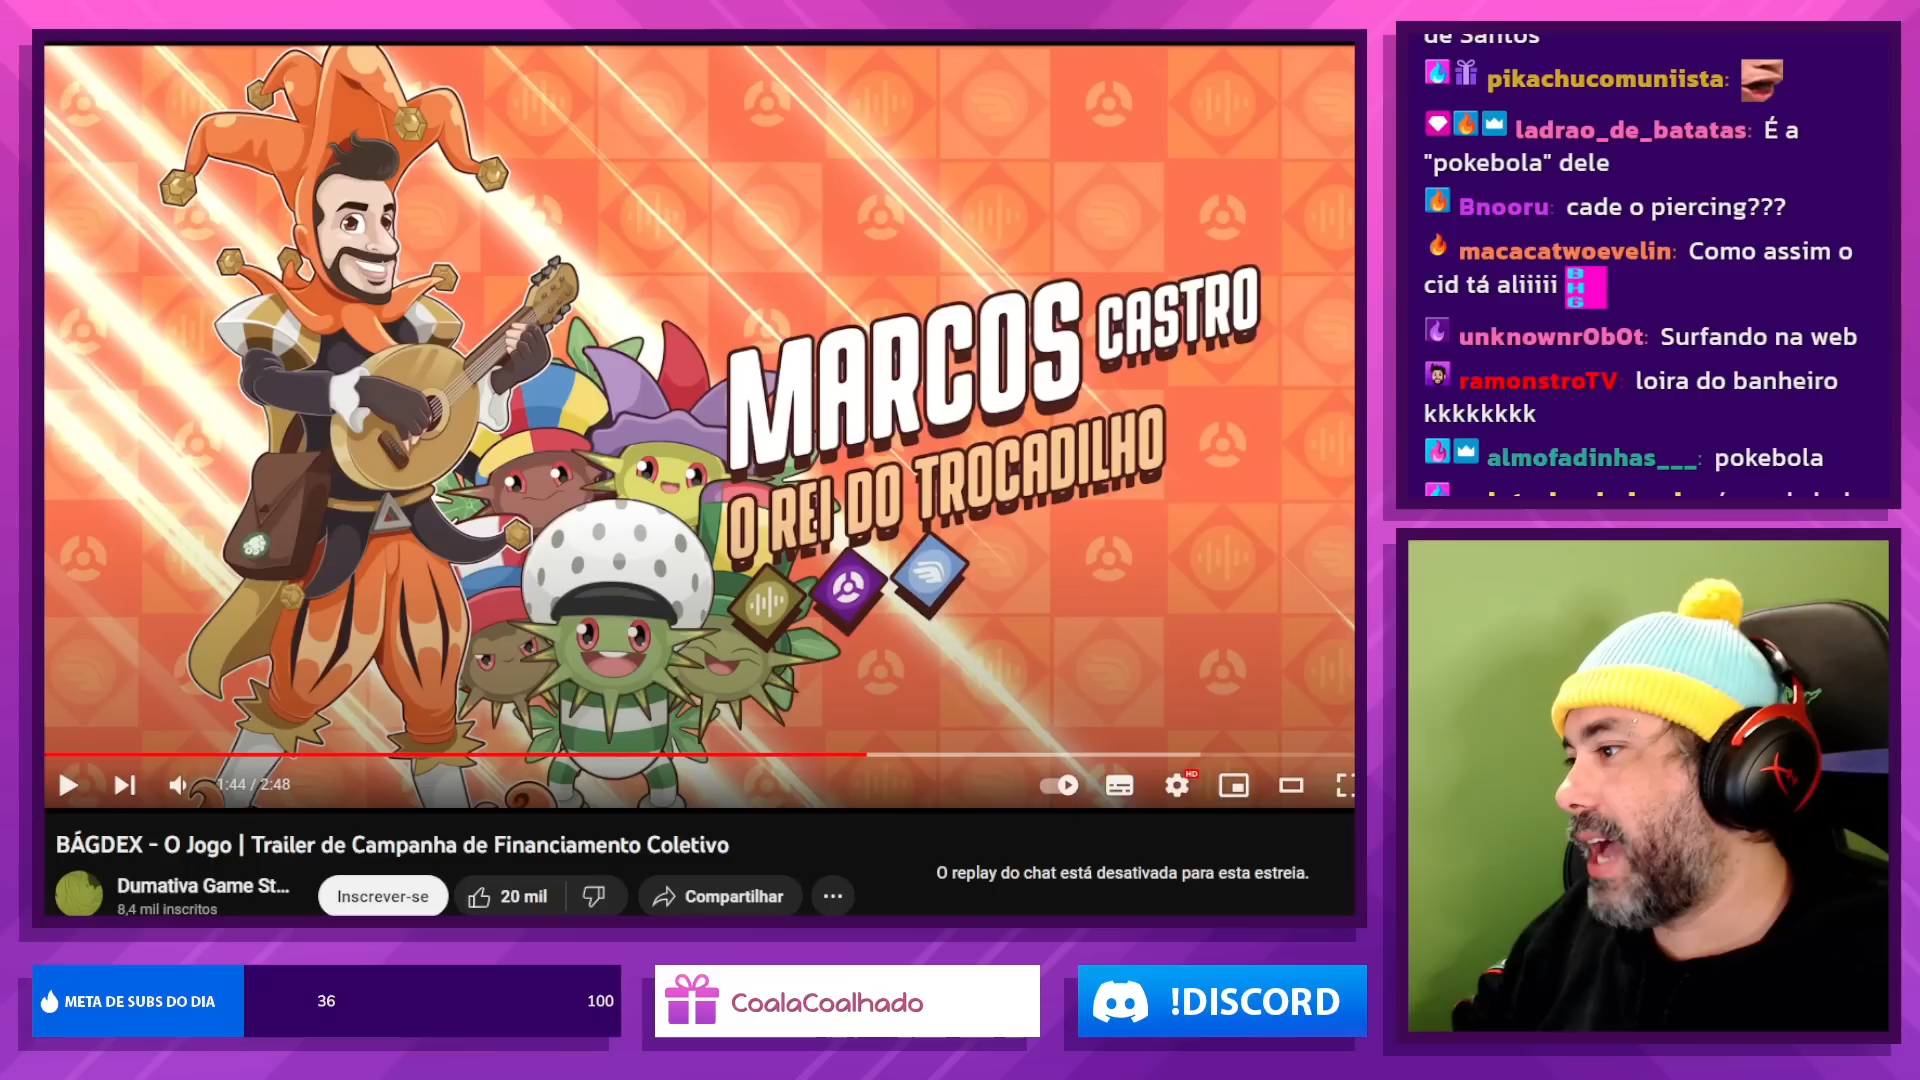 MARCOS CASTRO
O REI DO TROCADILHO
1:44 / 2:48
HD
BÁGDEX - O Jogo | Trailer de Campanha de Financiamento Coletivo
Dumativa Game St...
8,4 mil inscritos
Inscrever-se
20 mil
Compartilhar
O replay do chat está desativada para esta estreia.
META DE SUBS DO DIA
36
100
CoalaCoalhado
!DISCORD
de Santos
pikachucomuniista:
ladrao_de_batatas: É a
"pokebola" dele
Bnooru: cade o piercing???
macacatwoevelin: Como assim o
cid tá aliiiii BHG
unknownr0b0t: Surfando na web
ramonstroTV: loira do banheiro
kkkkkkkk
almofadinhas___: pokebola